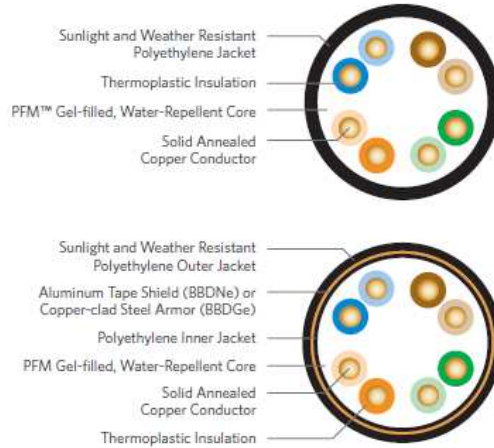 Sunlight and Weather Resistant
Polyethylene Jacket
Thermoplastic Insulation
PFM™ Gel-filled, Water-Repellent Core
Solid Annealed
Copper Conductor
Sunlight and Weather Resistant
Polyethylene Outer Jacket
Aluminum Tape Shield (BBDNe) or
Copper-clad Steel Armor (BBDGe)
Polyethylene Inner Jacket
PFM Gel-filled, Water-Repellent Core
Solid Annealed
Copper Conductor
Thermoplastic Insulation